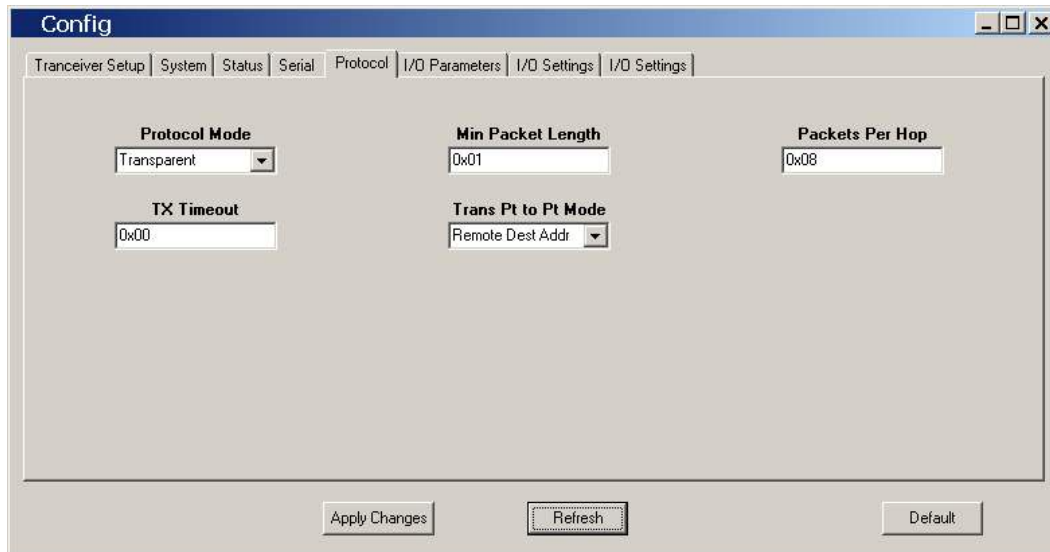 Config
Tranceiver Setup System Status Serial Protocol I/O Parameters I/O Settings I/O Settings
Protocol Mode Min Packet Length Packets Per Hop
Transparent 0x01 0x08
TX Timeout Trans Pt to Pt Mode
0x00 Remote Dest Addr
Apply Changes Refresh Default